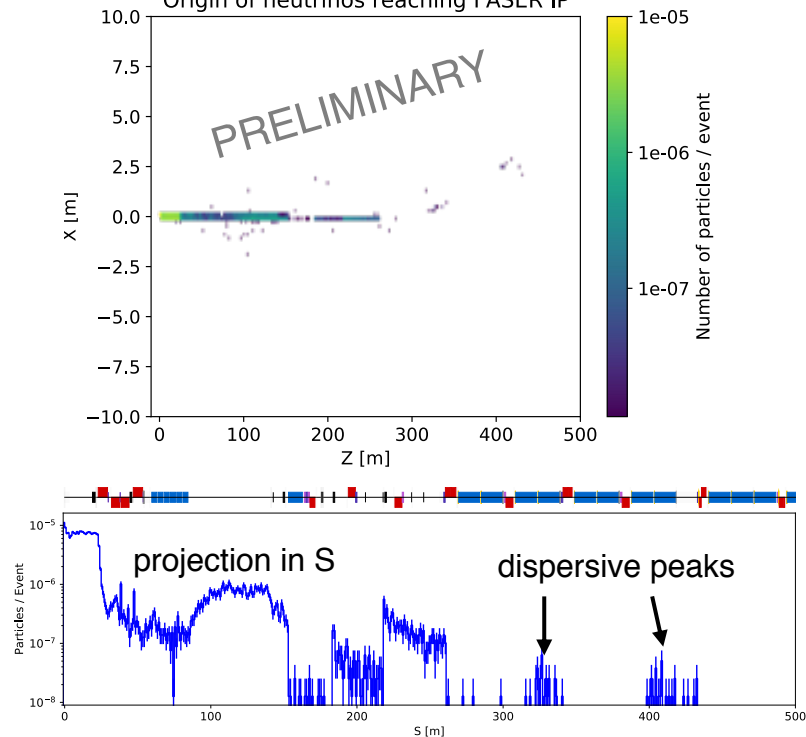 Origin of neutrinos reaching FASER IP
PRELIMINARY
10.0
7.5
5.0
2.5
0.0
−2.5
−5.0
−7.5
−10.0
X [m]
0
100
200
300
400
500
Z [m]
1e-05
1e-06
1e-07
Number of particles / event
projection in S
dispersive peaks
10⁻⁵
10⁻⁶
10⁻⁷
10⁻⁸
Particles / Event
0
100
200
300
400
500
S [m]